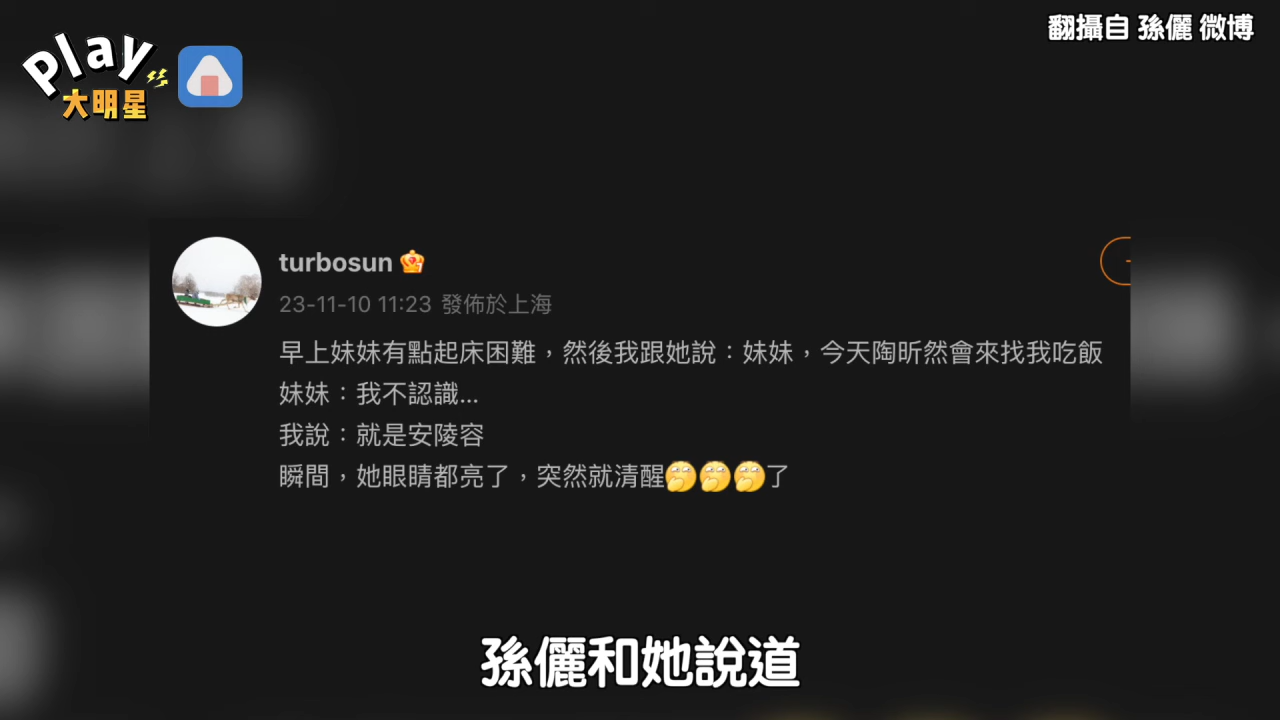 Play
大明星
翻攝自 孫儷 微博
turbosun
23-11-10 11:23 發佈於上海
早上妹妹有點起床困難，然後我跟她說：妹妹，今天陶昕然會來找我吃飯
妹妹：我不認識...
我說：就是安陵容
瞬間，她眼睛都亮了，突然就清醒🤔🤔🤔了
孫儷和她說道